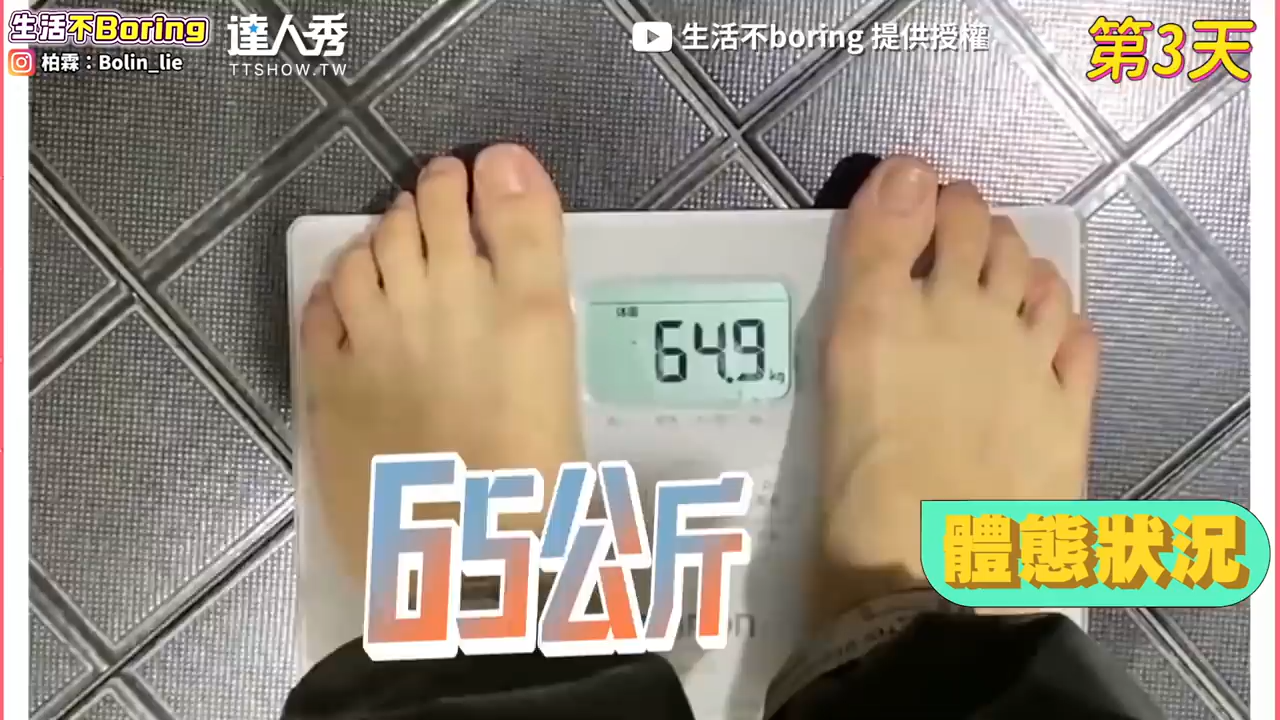 生活不Boring
柏霖：Bolin_lie
達人秀
TTSHOW.TW
生活不boring 提供授權
第3天
64.9
kg
65公斤
體態狀況